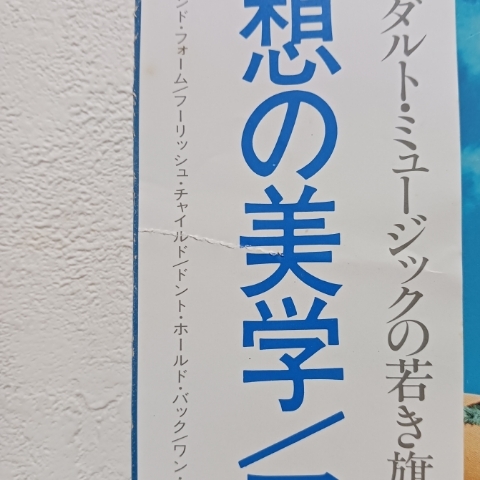 ダルト・ミュージックの若き旗
想の美学/
ンド・フォーム/フーリッシュ・チャイルド/ドント・ホールド・バック/ワン・